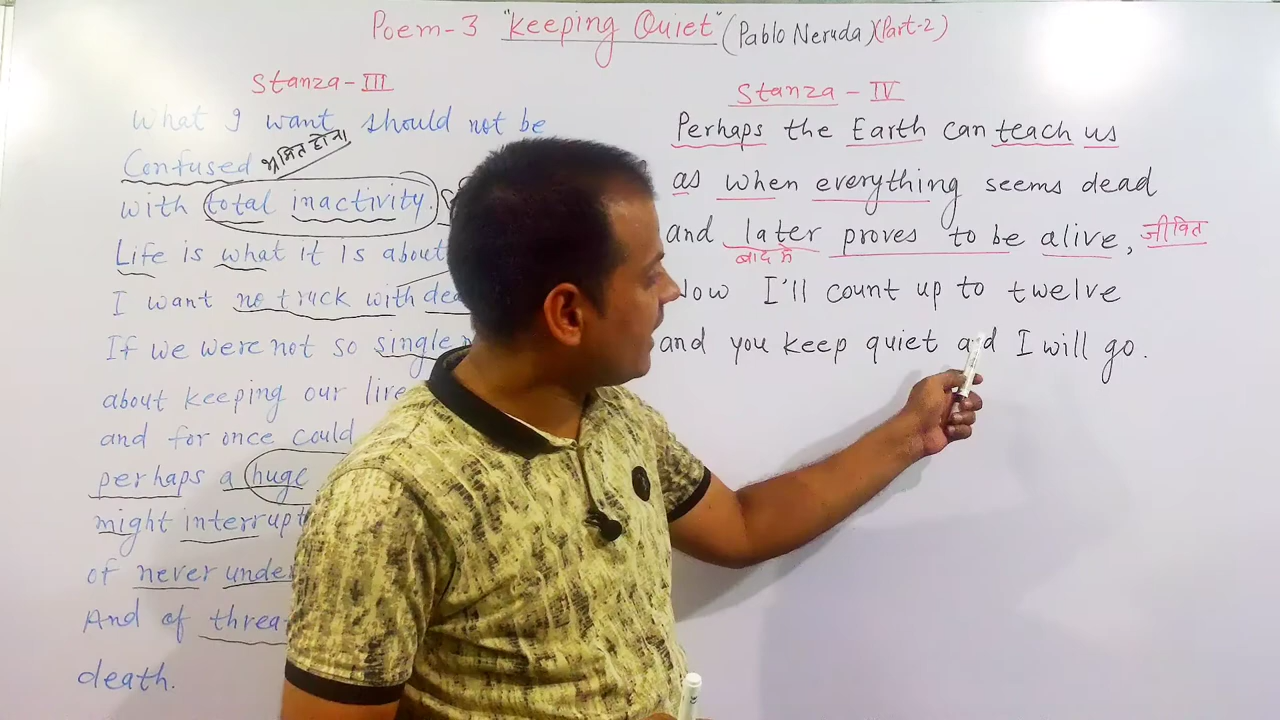 Poem-3 "Keeping Quiet" (Pablo Neruda)(Part-2)
Stanza-III
What I want should not be
Confused भ्रमित होना
with total inactivity.
Life is what it is about
I want no truck with
If we were not so single
about keeping our
and for once could
perhaps a huge
might interrupt
of never
And of
death.
Stanza - IV
Perhaps the Earth can teach us
as when everything seems dead
and later proves to be alive, जीवित
बाद में
Now I'll count up to twelve
and you keep quiet and I will go.